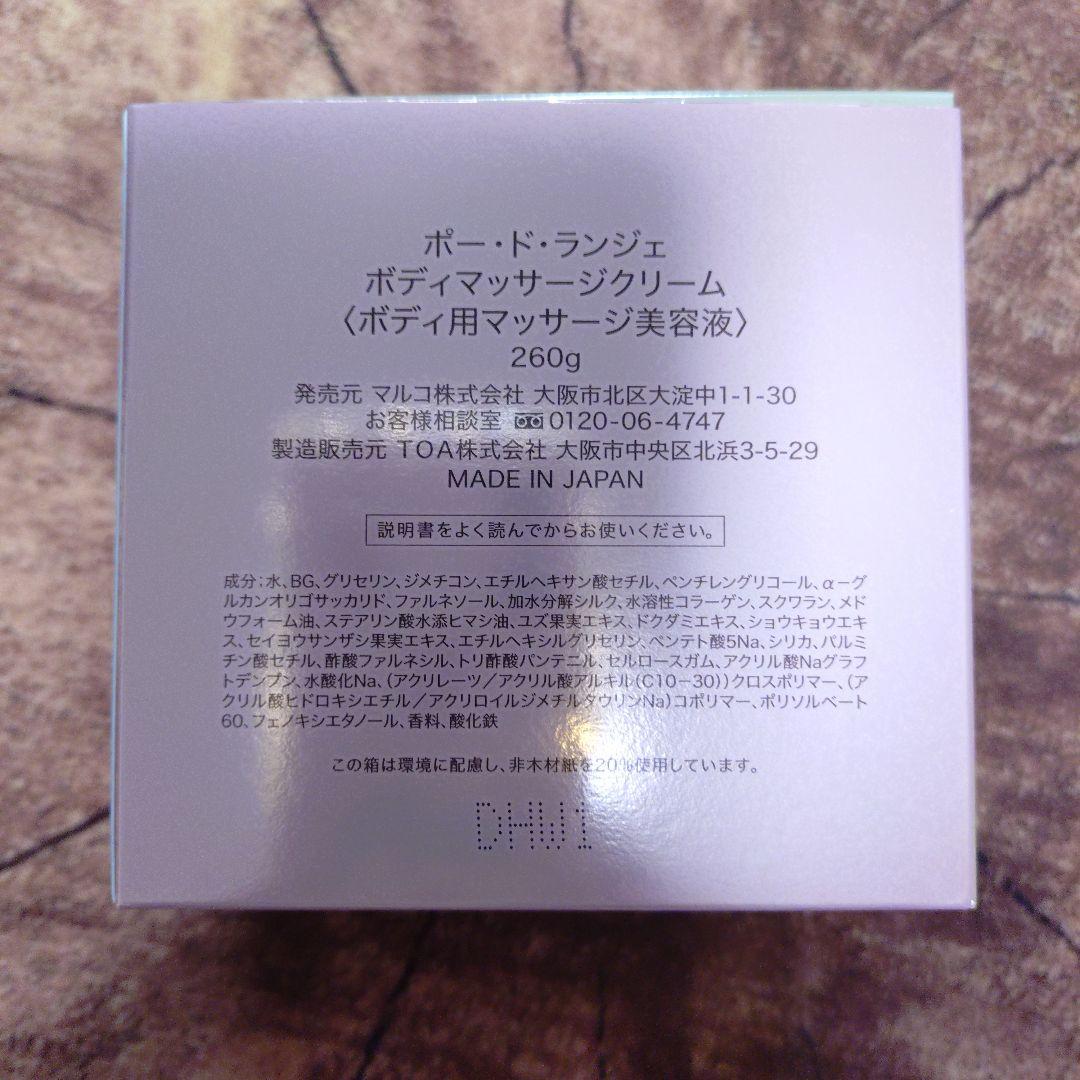 ポー・ド・ランジェ
ボディマッサージクリーム
〈ボディ用マッサージ美容液〉
260g
発売元 マルコ株式会社 大阪市北区大淀中1-1-30
お客様相談室 0120-06-4747
製造販売元 TOA株式会社 大阪市中央区北浜3-5-29
MADE IN JAPAN
説明書をよく読んでからお使いください。
成分:水、BG、グリセリン、ジメチコン、エチルヘキサン酸セチル、ペンチレングリコール、α-グ
ルカンオリゴサッカリド、ファルネソール、加水分解シルク、水溶性コラーゲン、スクワラン、メド
ウフォーム油、ステアリン酸水添ヒマシ油、ユズ果実エキス、ドクダミエキス、ショウキョウエキ
ス、セイヨウサンザシ果実エキス、エチルヘキシルグリセリン、ペンテト酸5Na、シリカ、パルミ
チン酸セチル、酢酸ファルネシル、トリ酢酸パンテニル、セルロースガム、アクリル酸Naグラフ
トデンプン、水酸化Na、(アクリレーツ/アクリル酸アルキル(C10-30))クロスポリマー、(ア
クリル酸ヒドロキシエチル/アクリロイルジメチルタウリンNa)コポリマー、ポリソルベート
60、フェノキシエタノール、香料、酸化鉄
この箱は環境に配慮し、非木材紙を20%使用しています。
DHW1